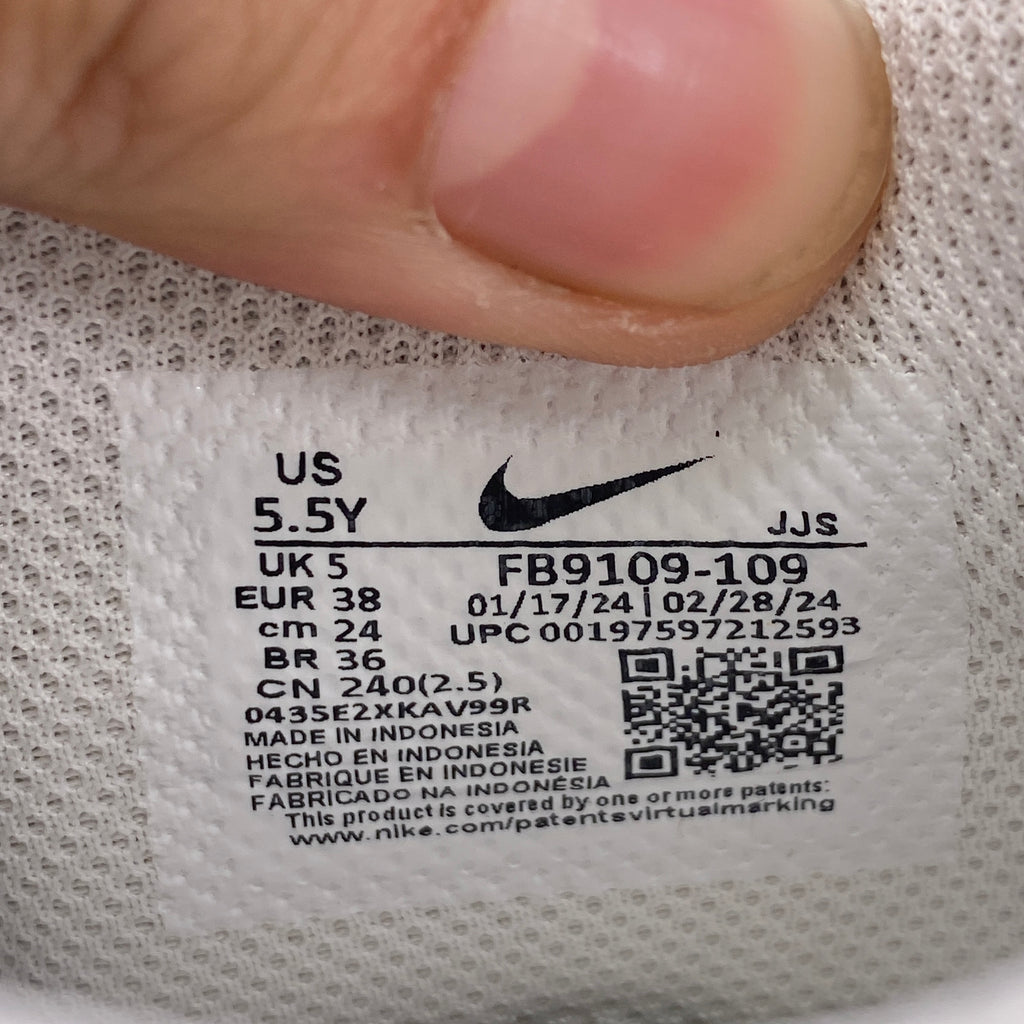 US
5.5Y
JJS
UK 5
EUR 38
cm 24
BR 36
CN 240(2.5)
FB9109-109
01/17/24 | 02/28/24
UPC 00197597212593
0435E2XKAV99R
MADE IN INDONESIA
HECHO EN INDONESIA
FABRIQUE EN INDONESIE
FABRICADO NA INDONÉSIA
This product is covered by one or more patents:
www.nike.com/patentsvirtualmarking